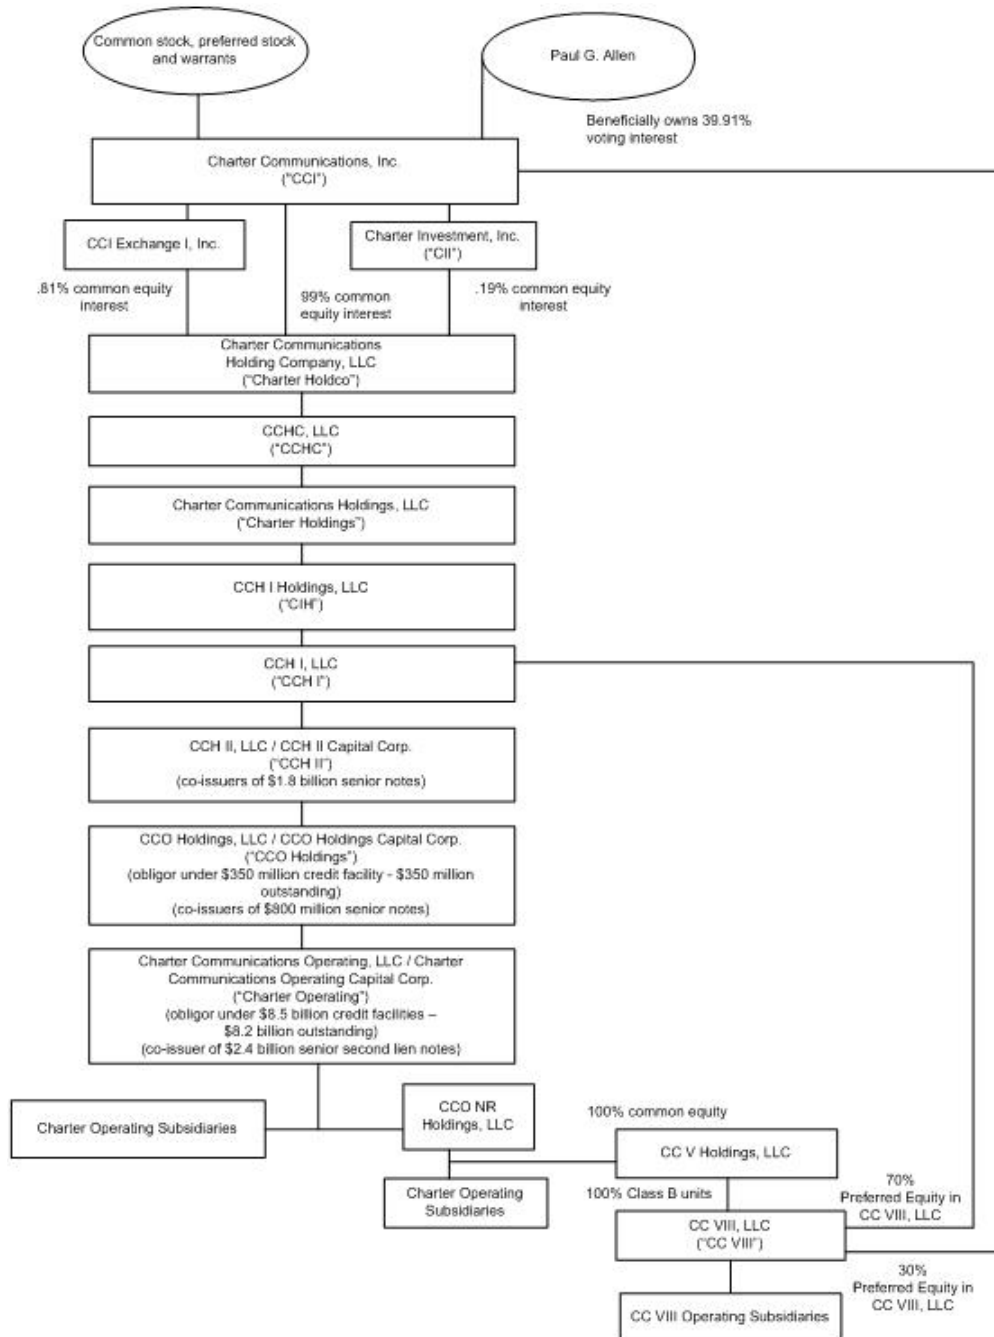 Common stock, preferred stock
and warrants
Paul G. Allen
Beneficially owns 39.91%
voting interest
Charter Communications, Inc.
("CCI")
CCI Exchange I, Inc.
Charter Investment, Inc.
("CII")
.81% common equity
interest
99% common
equity interest
.19% common equity
interest
Charter Communications
Holding Company, LLC
("Charter Holdco")
CCHC, LLC
("CCHC")
Charter Communications Holdings, LLC
("Charter Holdings")
CCH I Holdings, LLC
("CIH")
CCH I, LLC
("CCH I")
CCH II, LLC / CCH II Capital Corp.
("CCH II")
(co-issuers of $1.8 billion senior notes)
CCO Holdings, LLC / CCO Holdings Capital Corp.
("CCO Holdings")
(obligor under $350 million credit facility - $350 million
outstanding)
(co-issuers of $800 million senior notes)
Charter Communications Operating, LLC / Charter
Communications Operating Capital Corp.
("Charter Operating")
(obligor under $8.5 billion credit facilities –
$8.2 billion outstanding)
(co-issuer of $2.4 billion senior second lien notes)
Charter Operating Subsidiaries
CCO NR
Holdings, LLC
100% common equity
CC V Holdings, LLC
Charter Operating
Subsidiaries
100% Class B units
70%
Preferred Equity in
CC VIII, LLC
CC VIII, LLC
("CC VIII")
30%
Preferred Equity in
CC VIII, LLC
CC VIII Operating Subsidiaries